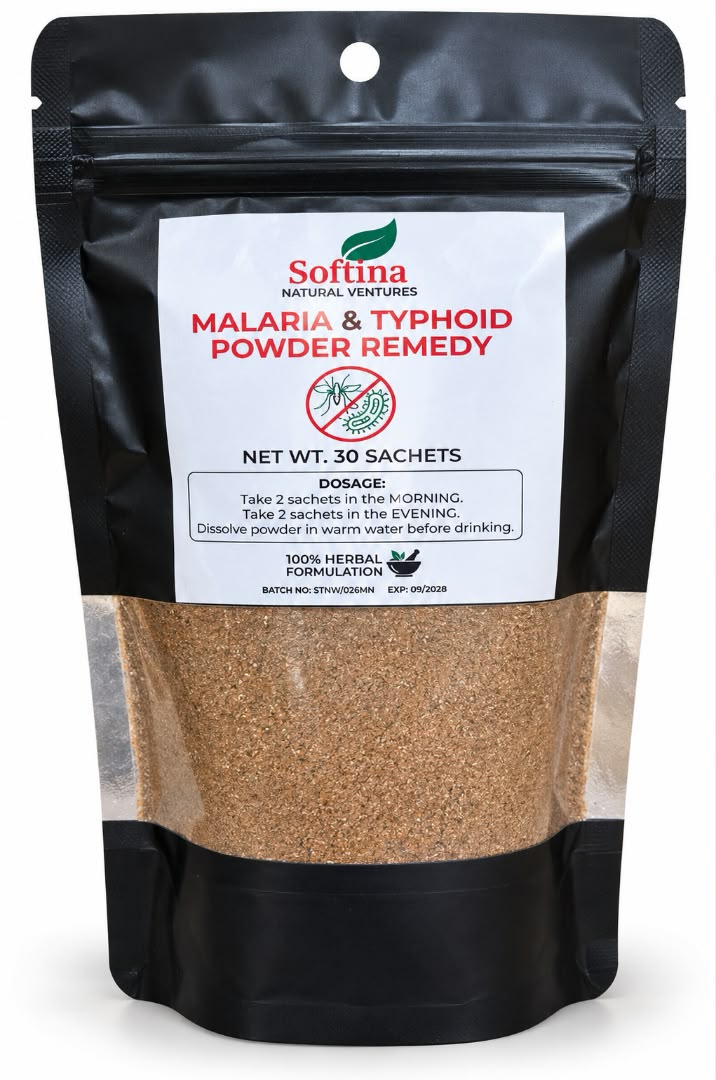 Softina
NATURAL VENTURES
MALARIA & TYPHOID
POWDER REMEDY
NET WT. 30 SACHETS
DOSAGE:
Take 2 sachets in the MORNING.
Take 2 sachets in the EVENING.
Dissolve powder in warm water before drinking.
100% HERBAL
FORMULATION
BATCH NO: STNW/026MN EXP: 09/2028